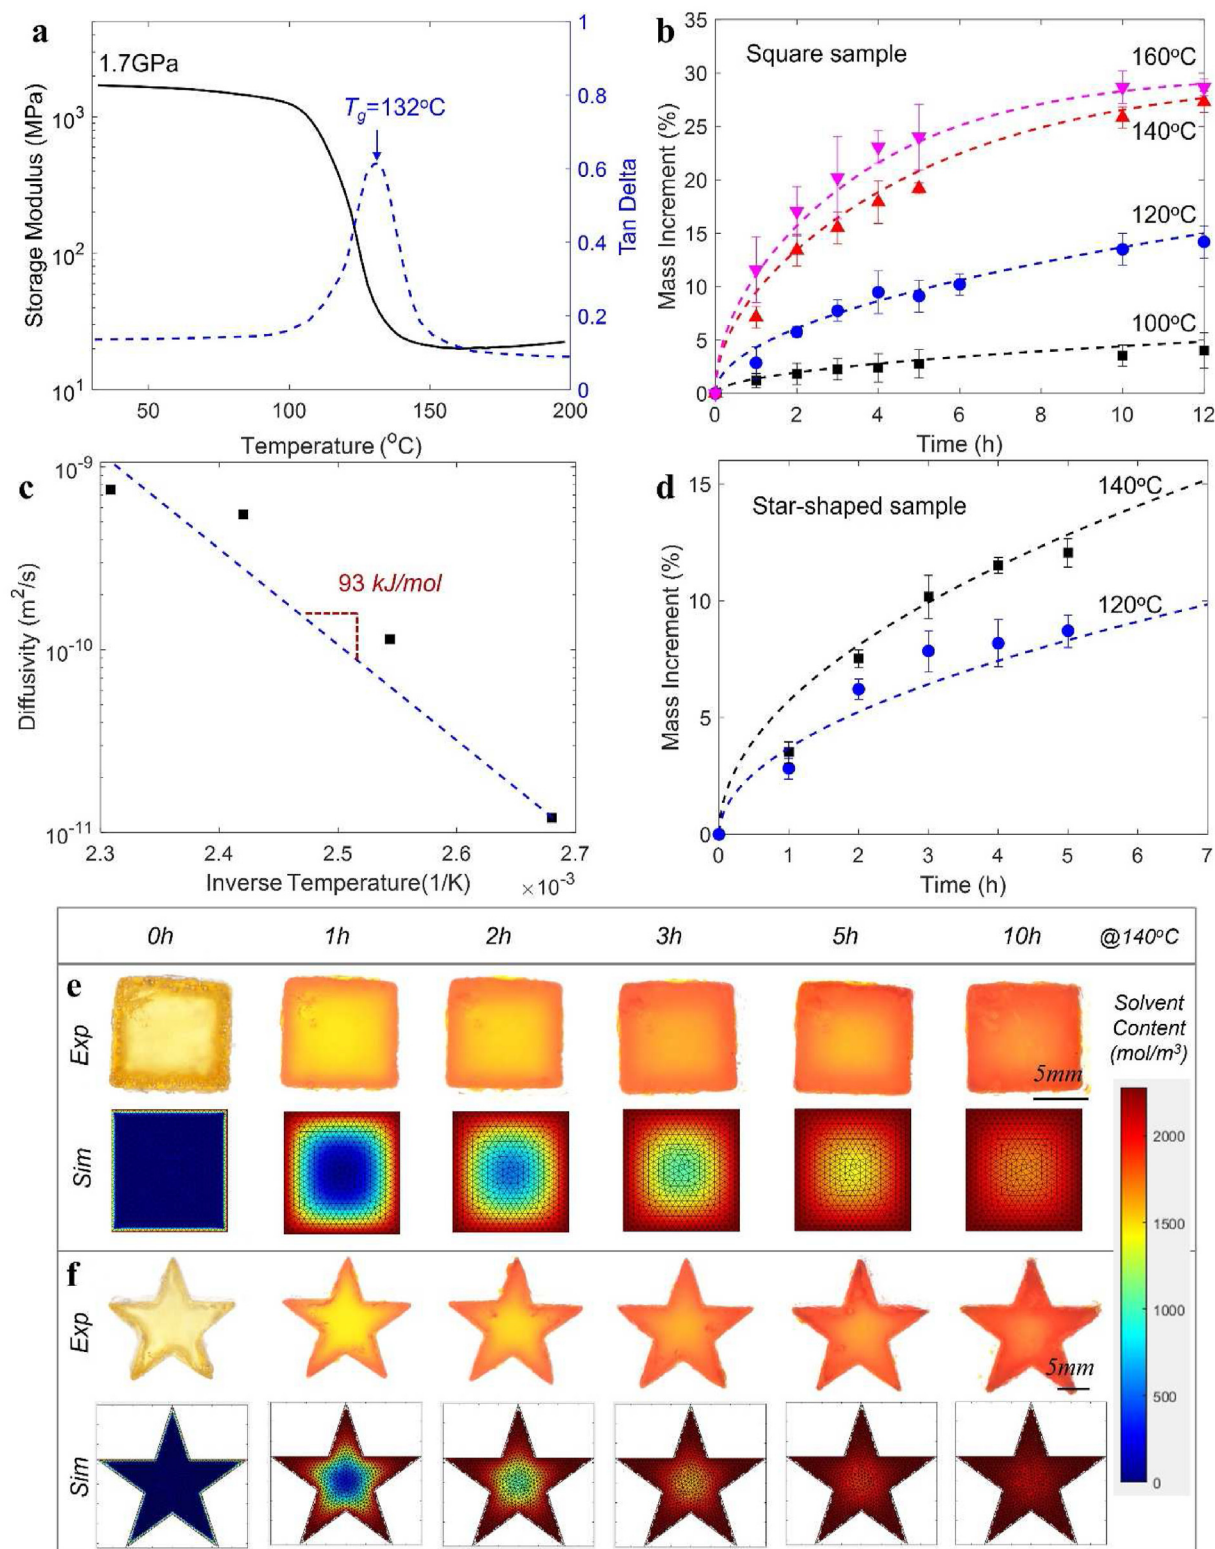 a
1.7GPa
Tg=132°C
Storage Modulus (MPa)
10³
10²
10¹
1
0.8
0.6
0.4
0.2
0
Tan Delta
50
100
150
200
Temperature (°C)
b
Square sample
160°C
140°C
120°C
100°C
Mass Increment (%)
35
30
25
20
15
10
5
0
0
2
4
6
8
10
12
Time (h)
c
93 kJ/mol
Diffusivity (m²/s)
10⁻⁹
10⁻¹⁰
10⁻¹¹
2.3
2.4
2.5
2.6
2.7
Inverse Temperature(1/K)
×10⁻³
d
Star-shaped sample
140°C
120°C
Mass Increment (%)
15
10
5
0
0
1
2
3
4
5
6
7
Time (h)
0h
1h
2h
3h
5h
10h
@140°C
e
Exp
5mm
Sim
Solvent
Content
(mol/m³)
2000
1500
1000
500
0
f
Exp
5mm
Sim